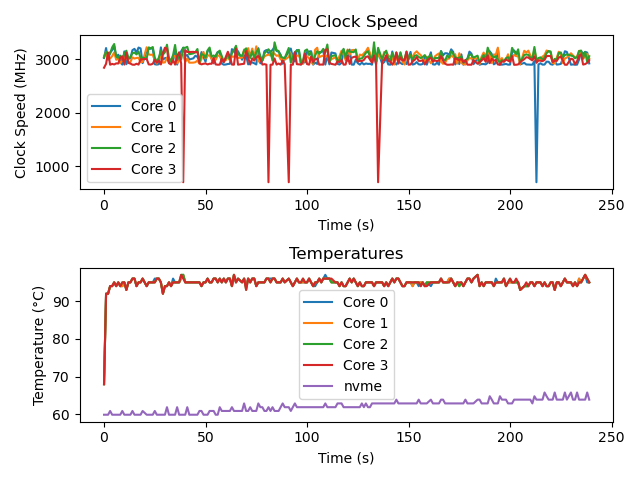 CPU Clock Speed
Clock Speed (MHz)
3000
2000
1000
Core 0
Core 1
Core 2
Core 3
0
50
100
150
200
250
Time (s)
Temperatures
Temperature (°C)
90
80
70
60
Core 0
Core 1
Core 2
Core 3
nvme
0
50
100
150
200
250
Time (s)